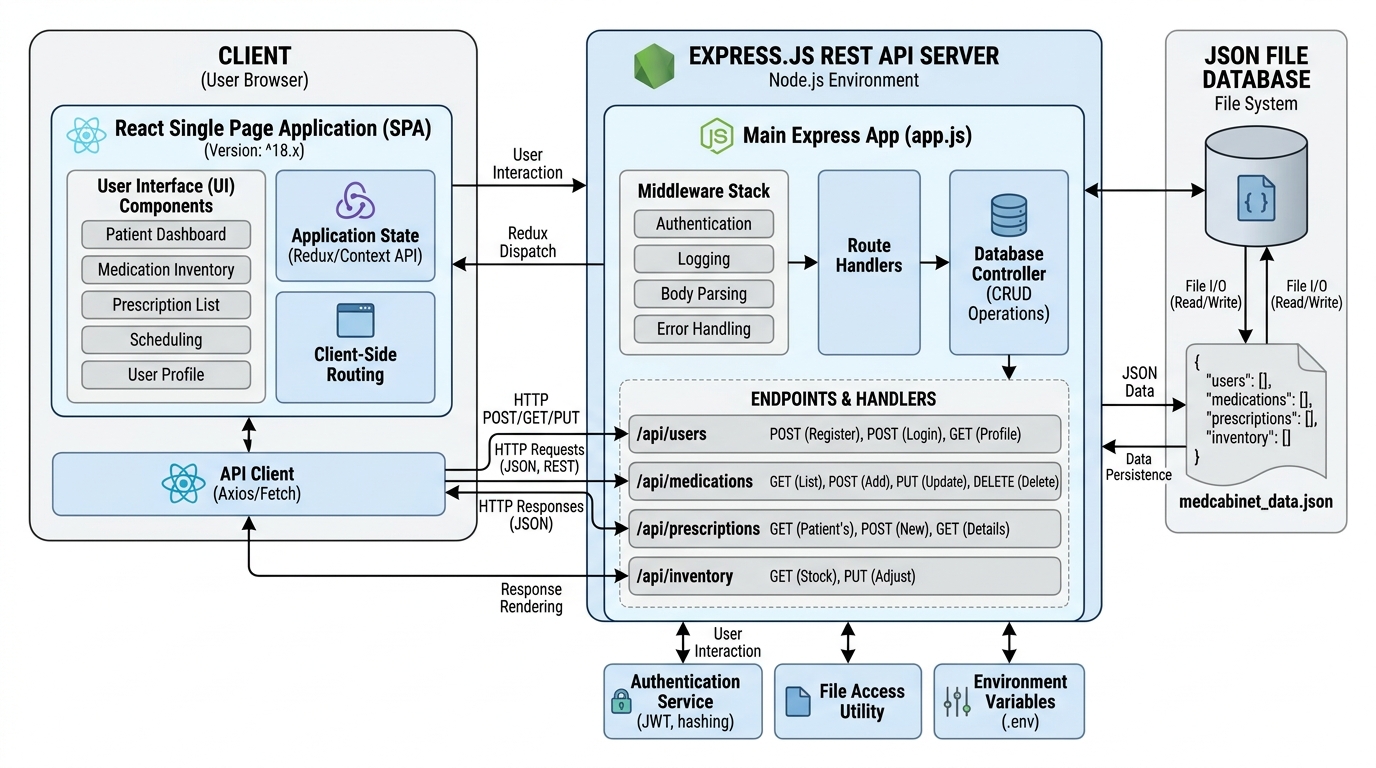 CLIENT
(User Browser)
React Single Page Application (SPA)
(Version: ^18.x)
User Interface (UI)
Components
Patient Dashboard
Medication Inventory
Prescription List
Scheduling
User Profile
Application State
(Redux/Context API)
Client-Side
Routing
API Client
(Axios/Fetch)
User
Interaction
Redux
Dispatch
HTTP
POST/GET/PUT
HTTP Requests
(JSON, REST)
HTTP Responses
(JSON)
Response
Rendering
EXPRESS.JS REST API SERVER
Node.js Environment
JS
Main Express App (app.js)
Middleware Stack
Authentication
Logging
Body Parsing
Error Handling
Route
Handlers
Database
Controller
(CRUD
Operations)
ENDPOINTS & HANDLERS
/api/users POST (Register), POST (Login), GET (Profile)
/api/medications GET (List), POST (Add), PUT (Update), DELETE (Delete)
/api/prescriptions GET (Patient's), POST (New), GET (Details)
/api/inventory GET (Stock), PUT (Adjust)
User
Interaction
Authentication
Service
(JWT, hashing)
File Access
Utility
Environment
Variables
(.env)
JSON FILE
DATABASE
File System
{ }
File I/O
(Read/Write)
File I/O
(Read/Write)
JSON
Data
Data
Persistence
{
"users": [],
"medications": [],
"prescriptions": [],
"inventory": []
}
medcabinet_data.json